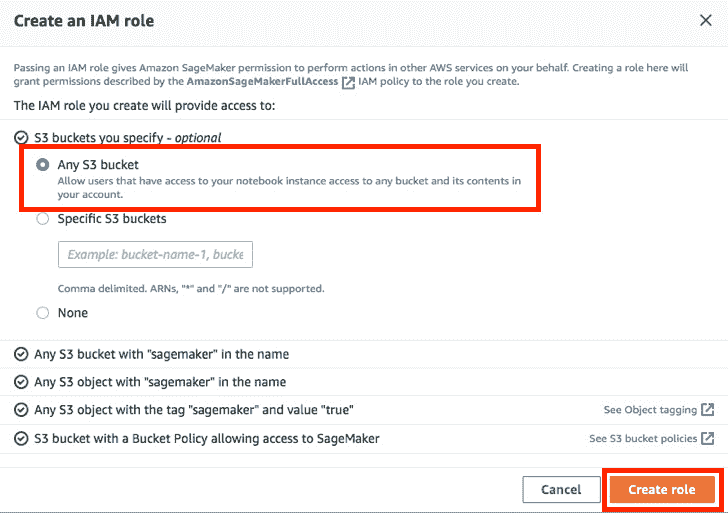 Create an IAM role
Passing an IAM role gives Amazon SageMaker permission to perform actions in other AWS services on your behalf. Creating a role here will
grant permissions described by the AmazonSageMakerFullAccess IAM policy to the role you create.
The IAM role you create will provide access to:
S3 buckets you specify - optional
Any S3 bucket
Allow users that have access to your notebook instance access to any bucket and its contents in
your account.
Specific S3 buckets
Example: bucket-name-1, bucke
Comma delimited. ARNs, "*" and "/" are not supported.
None
Any S3 bucket with "sagemaker" in the name
Any S3 object with "sagemaker" in the name
Any S3 object with the tag "sagemaker" and value "true" See Object tagging
S3 bucket with a Bucket Policy allowing access to SageMaker See S3 bucket policies
Cancel Create role